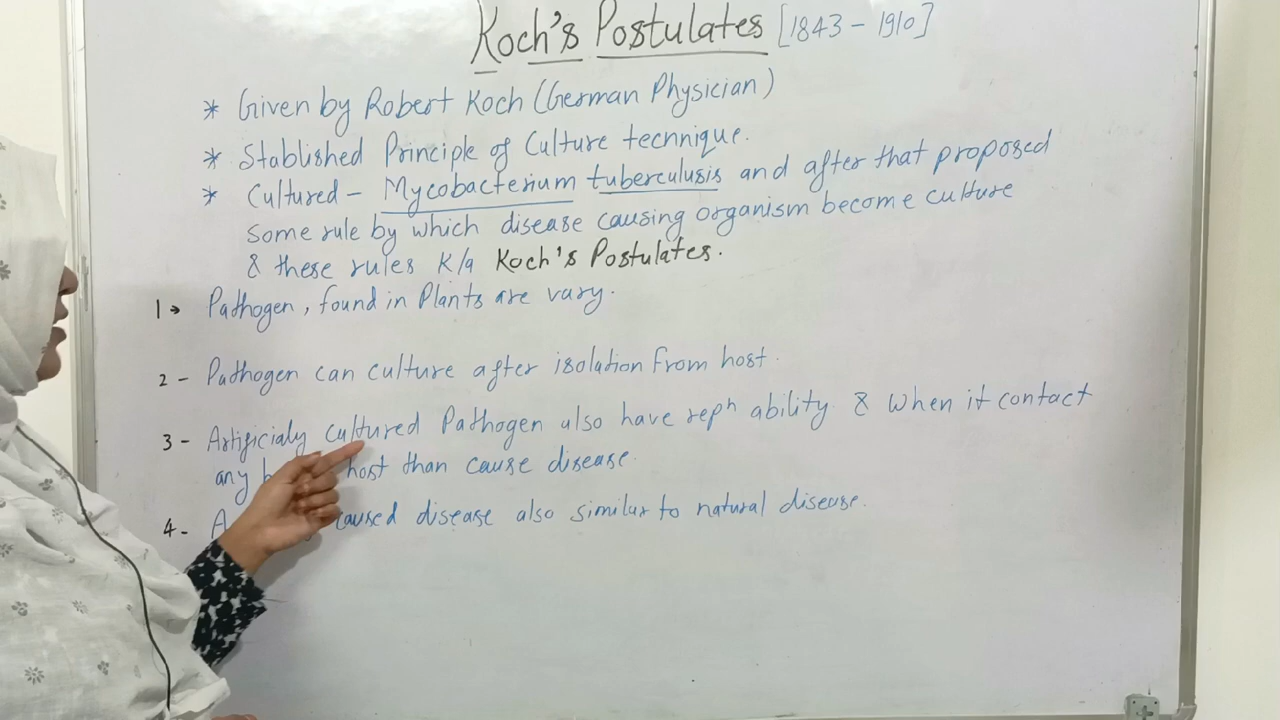 Koch's Postulates [1843 - 1910]
* Given by Robert Koch (German Physician)
* Stablished Principle of Culture technique.
* Cultured - Mycobacterium tuberculusis and after that proposed
some rule by which disease causing organism become culture
& these rules K/a Koch's Postulates.
1→ Pathogen, found in Plants are vary.
2 - Pathogen can culture after isolation from host.
3 - Artificialy cultured Pathogen also have repⁿ ability & when it contact
any host than cause disease.
4 - caused disease also similar to natural disease.